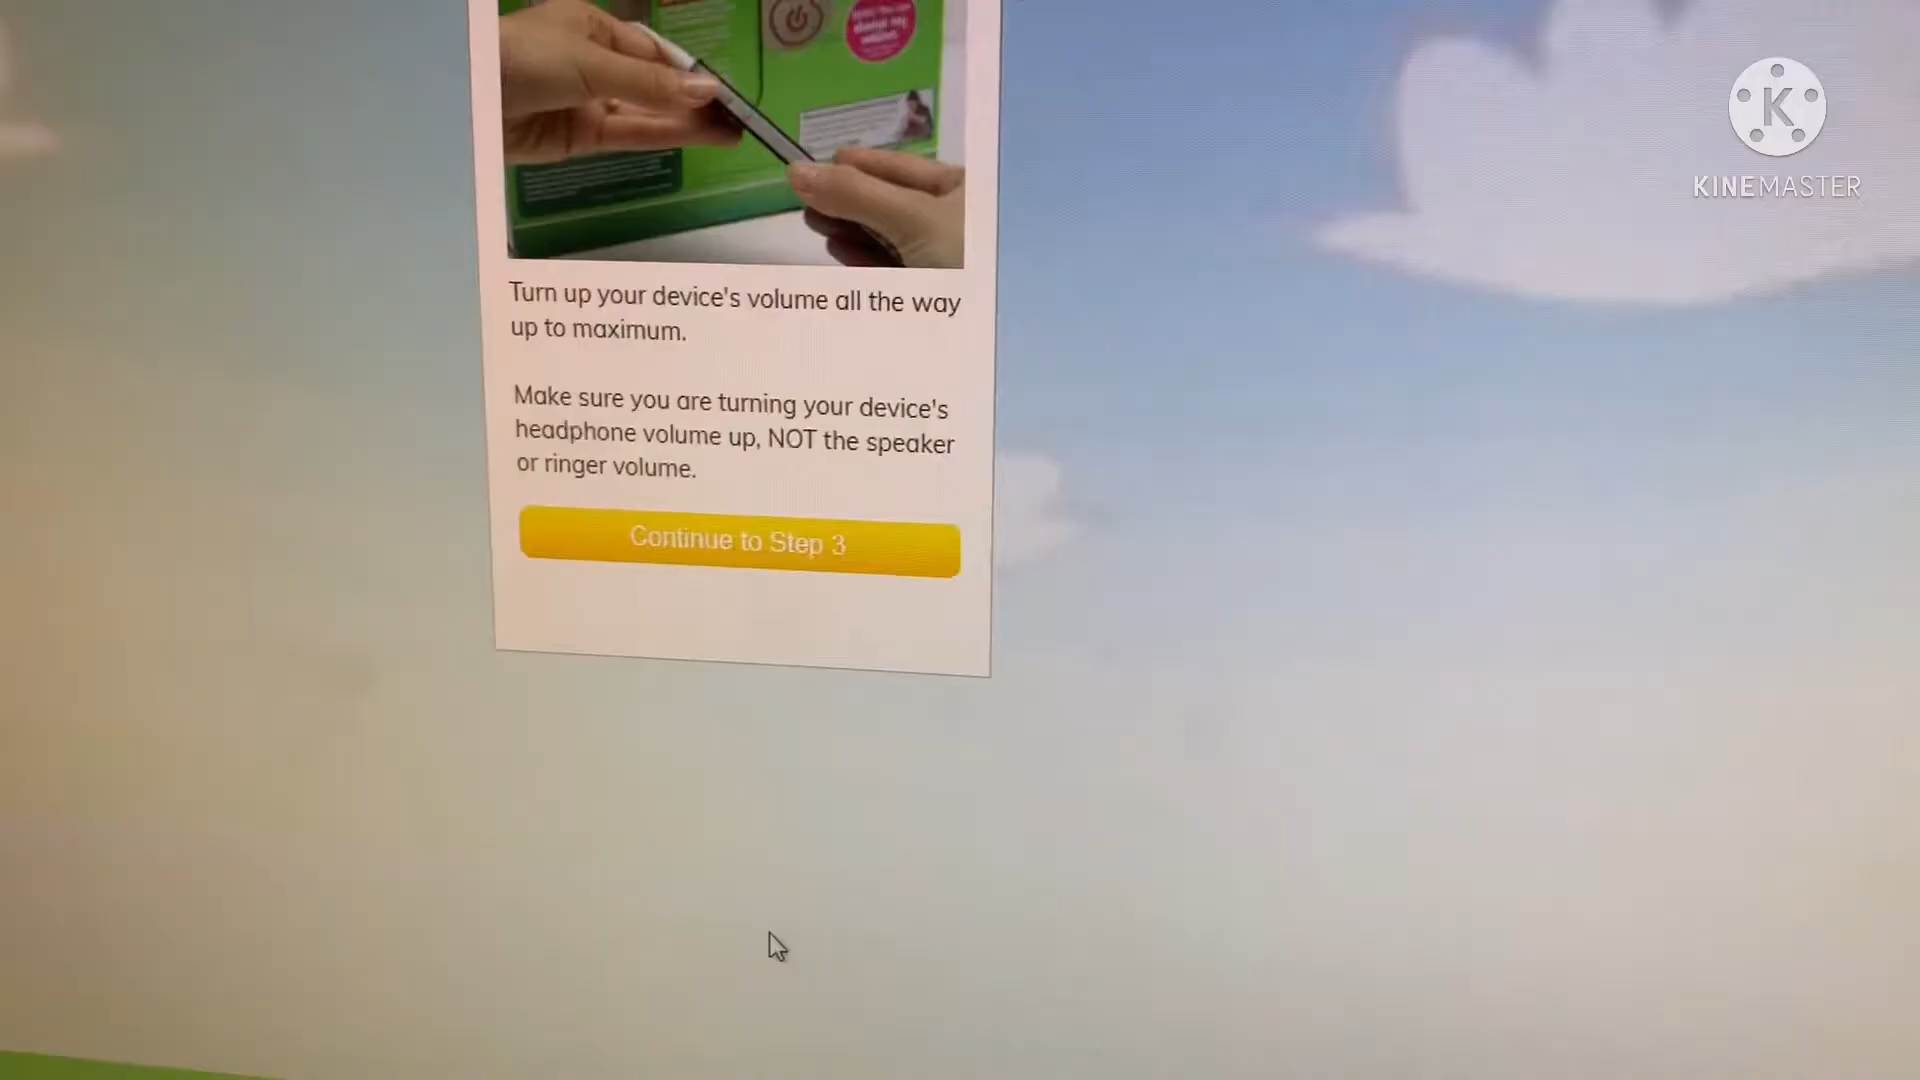 KINEMASTER
Turn up your device's volume all the way
up to maximum.
Make sure you are turning your device's
headphone volume up, NOT the speaker
or ringer volume.
Continue to Step 3